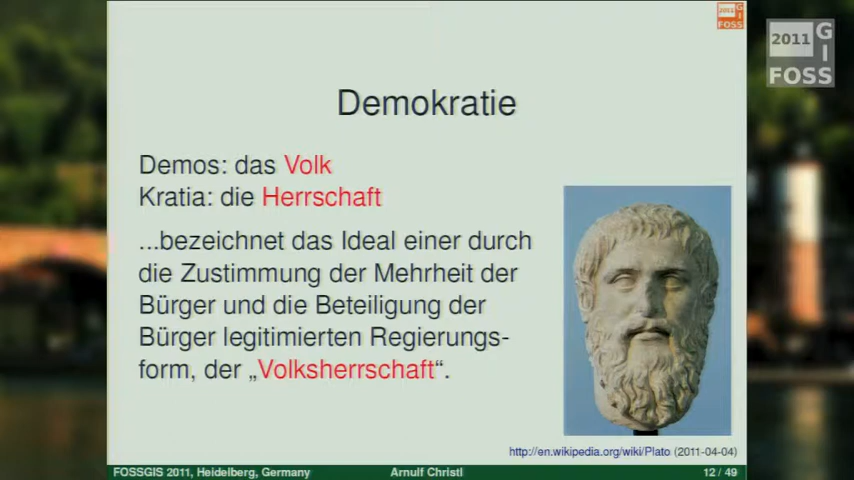 2011
GI
FOSS
Demokratie
Demos: das Volk
Kratia: die Herrschaft
...bezeichnet das Ideal einer durch
die Zustimmung der Mehrheit der
Bürger und die Beteiligung der
Bürger legitimierten Regierungs-
form, der „Volksherrschaft“.
http://en.wikipedia.org/wiki/Plato (2011-04-04)
FOSSGIS 2011, Heidelberg, Germany
Arnulf Christl
12 / 49